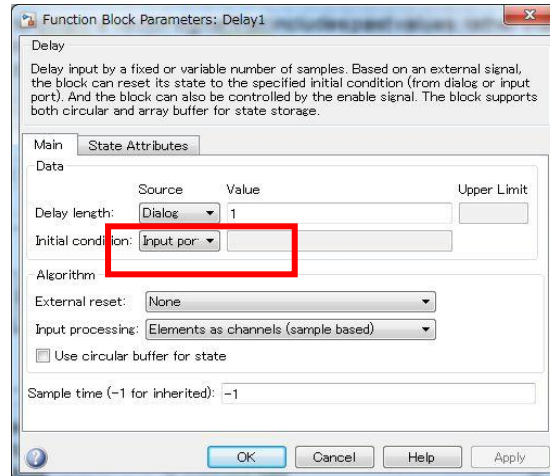 Function Block Parameters: Delay1
Delay
Delay input by a fixed or variable number of samples. Based on an external signal,
the block can reset its state to the specified initial condition (from dialog or input
port). And the block can also be controlled by the enable signal. The block supports
both circular and array buffer for state storage.
Main State Attributes
Data
Source Value Upper Limit
Delay length: Dialog 1
Initial condition: Input por
Algorithm
External reset: None
Input processing: Elements as channels (sample based)
Use circular buffer for state
Sample time (-1 for inherited): -1
OK Cancel Help Apply